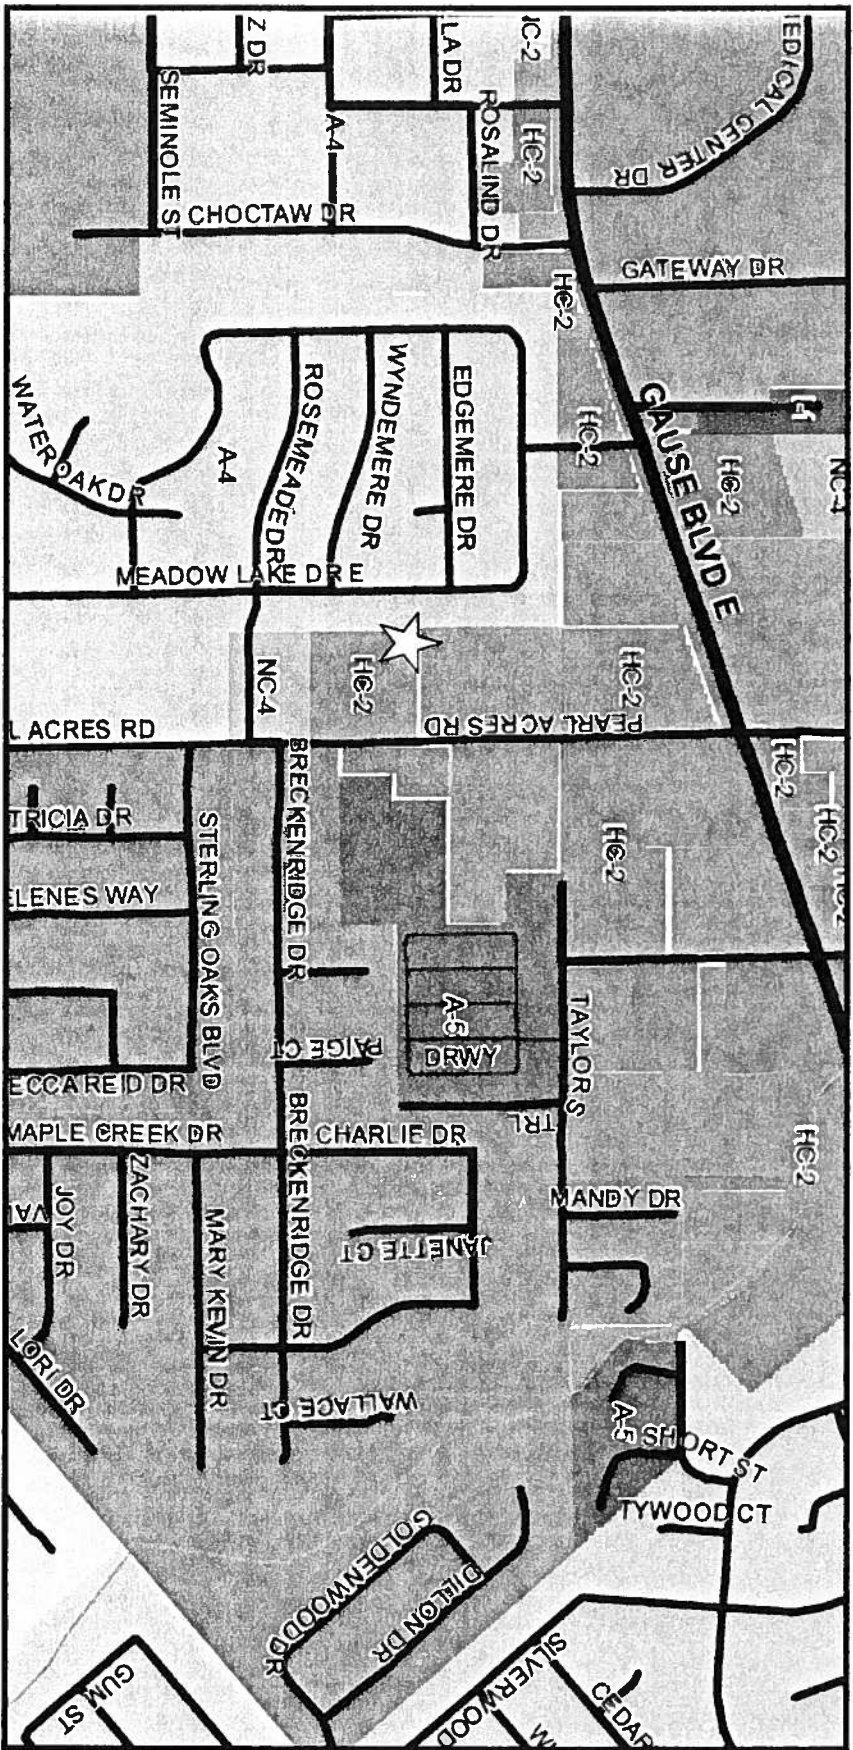 Z DR
LA DR
HC-2
SEMINOLE ST
A-4
ROSALIND DR
HC-2
CHOCTAW DR
GATEWAY DR
HC-2
WATER OAK DR
A-4
ROSEMEADE DR
WYNDEMERE DR
EDGEMERE DR
HC-2
GAUSE BLVD E
HC-2
NC-4
MEADOW LAKE DR E
NC-4
HC-2
HC-2
PEARL ACRES RD
L ACRES RD
HC-2
HC-2
HC-2
TRICIA DR
ELENES WAY
STERLING OAKS BLVD
BRECKENRIDGE DR
PAIGE CT
A-5
DRWY
TAYLOR S
TRL
ECCA REID DR
MAPLE CREEK DR
CHARLIE DR
HC-2
VAL
JOY DR
ZACHARY DR
MARY KEVIN DR
BRECKENRIDGE DR
JANETTE CT
MANDY DR
LORI DR
WALLACE CT
A-5
SHORT ST
TYWOOD CT
GOLDENWOOD DR
DILLON DR
GUM ST
SILVERWOOD
CEDAR